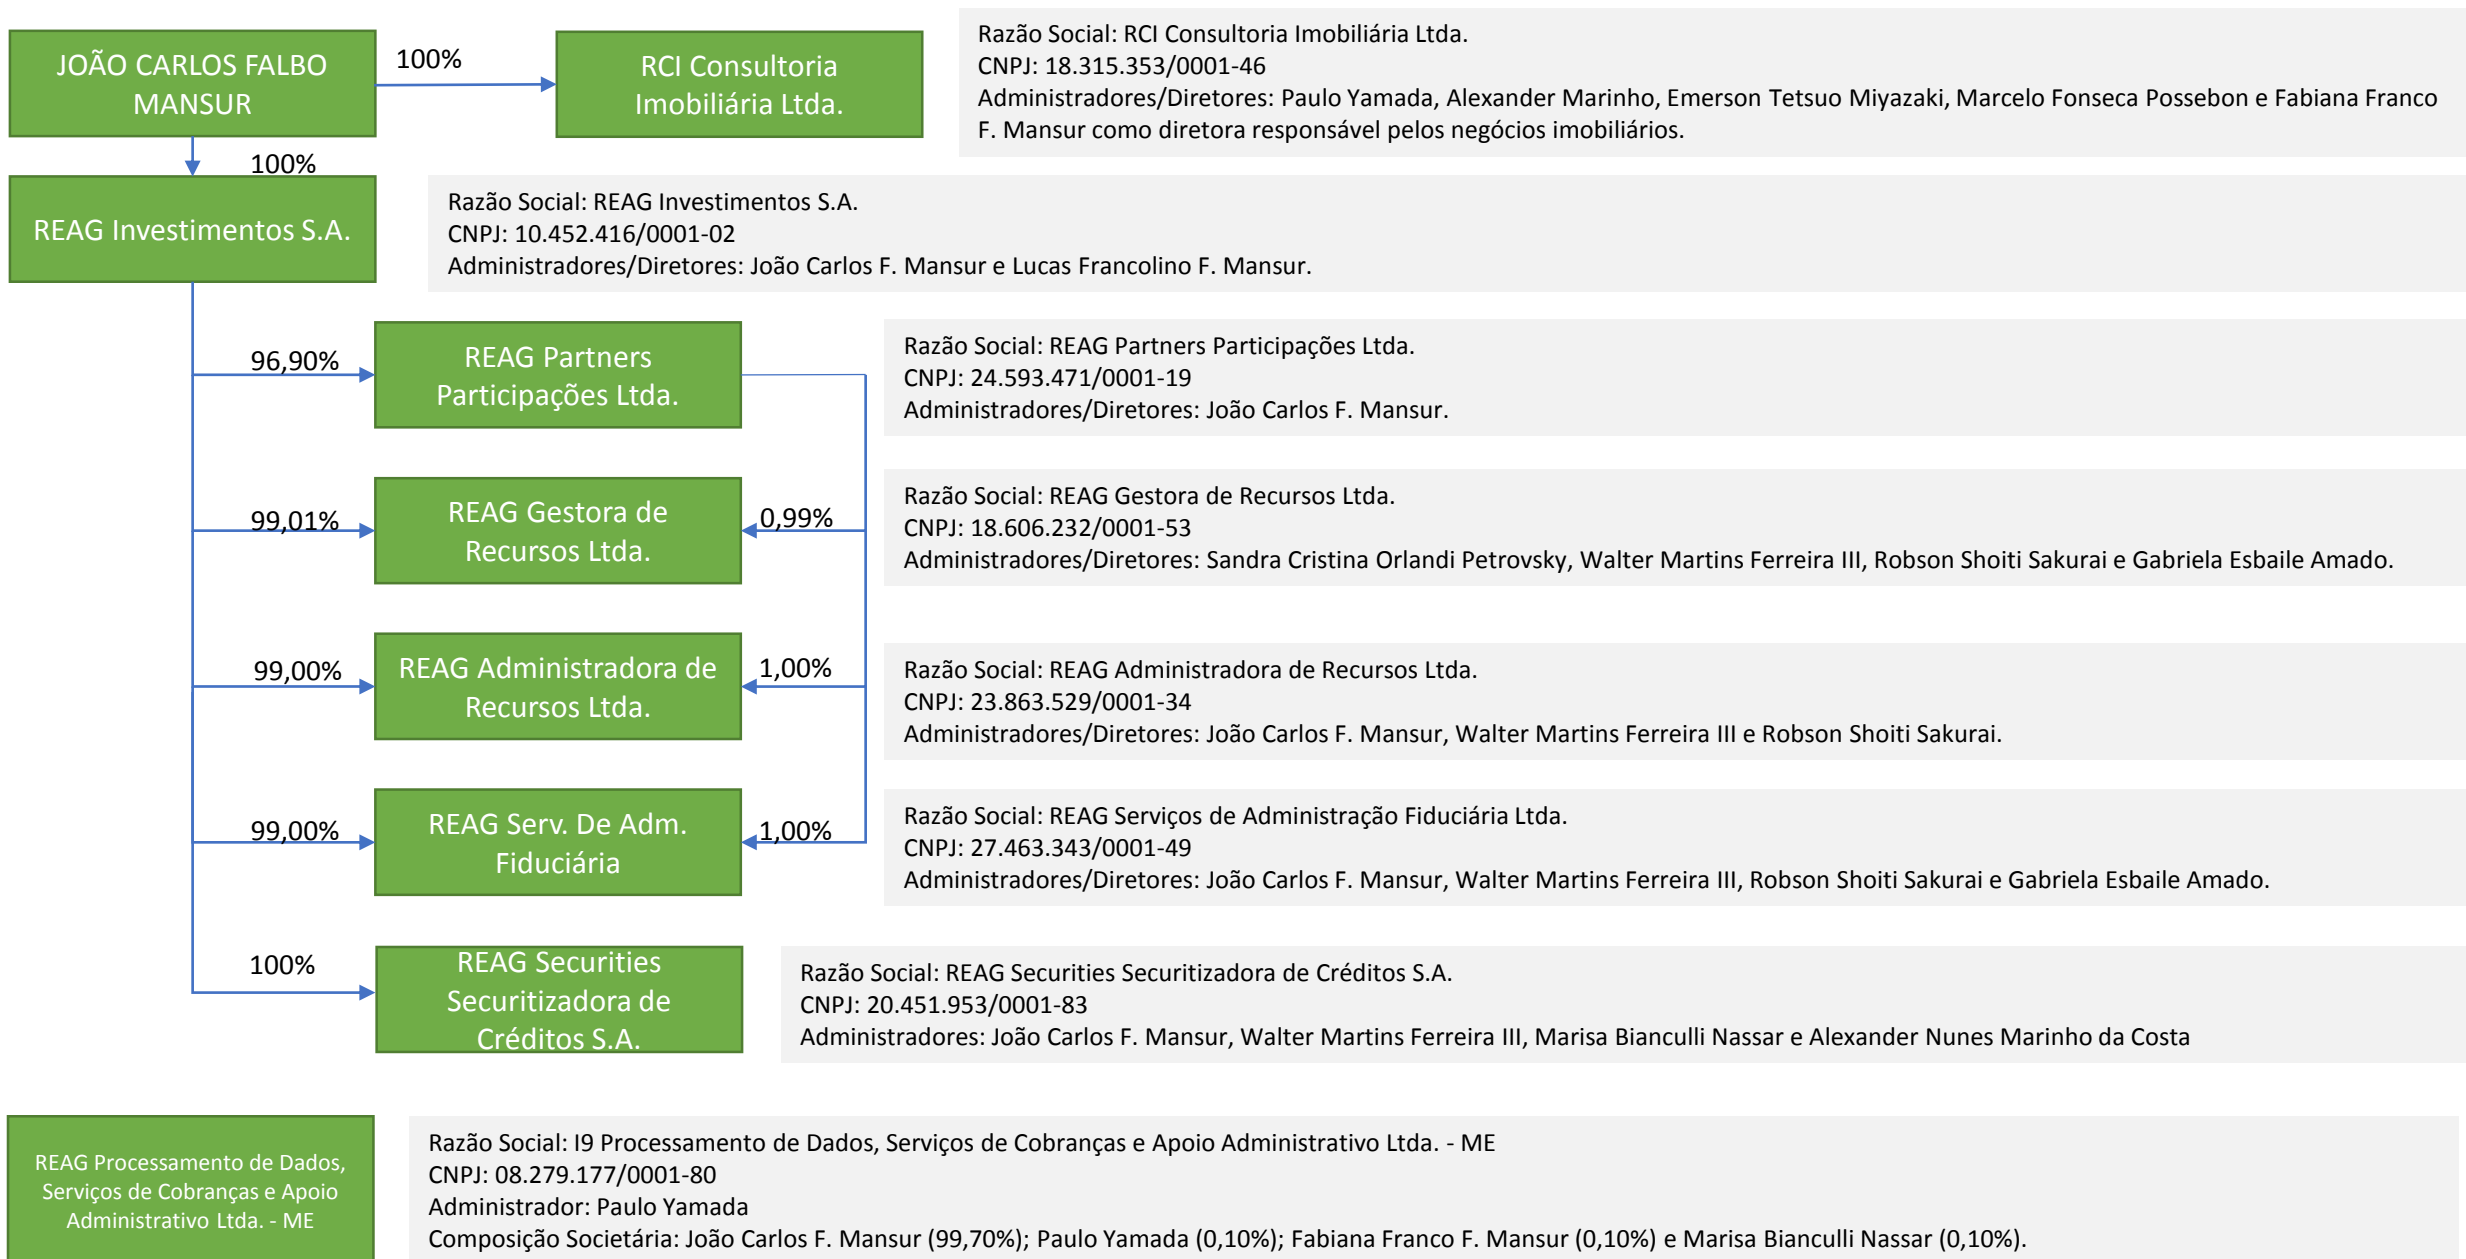 JOÃO CARLOS FALBO
MANSUR
100%
RCI Consultoria
Imobiliária Ltda.
Razão Social: RCI Consultoria Imobiliária Ltda.
CNPJ: 18.315.353/0001-46
Administradores/Diretores: Paulo Yamada, Alexander Marinho, Emerson Tetsuo Miyazaki, Marcelo Fonseca Possebon e Fabiana Franco
F. Mansur como diretora responsável pelos negócios imobiliários.
100%
REAG Investimentos S.A.
Razão Social: REAG Investimentos S.A.
CNPJ: 10.452.416/0001-02
Administradores/Diretores: João Carlos F. Mansur e Lucas Francolino F. Mansur.
96,90%
REAG Partners
Participações Ltda.
Razão Social: REAG Partners Participações Ltda.
CNPJ: 24.593.471/0001-19
Administradores/Diretores: João Carlos F. Mansur.
99,01%
REAG Gestora de
Recursos Ltda.
0,99%
Razão Social: REAG Gestora de Recursos Ltda.
CNPJ: 18.606.232/0001-53
Administradores/Diretores: Sandra Cristina Orlandi Petrovsky, Walter Martins Ferreira III, Robson Shoiti Sakurai e Gabriela Esbaile Amado.
99,00%
REAG Administradora de
Recursos Ltda.
1,00%
Razão Social: REAG Administradora de Recursos Ltda.
CNPJ: 23.863.529/0001-34
Administradores/Diretores: João Carlos F. Mansur, Walter Martins Ferreira III e Robson Shoiti Sakurai.
99,00%
REAG Serv. De Adm.
Fiduciária
1,00%
Razão Social: REAG Serviços de Administração Fiduciária Ltda.
CNPJ: 27.463.343/0001-49
Administradores/Diretores: João Carlos F. Mansur, Walter Martins Ferreira III, Robson Shoiti Sakurai e Gabriela Esbaile Amado.
100%
REAG Securities
Securitizadora de
Créditos S.A.
Razão Social: REAG Securities Securitizadora de Créditos S.A.
CNPJ: 20.451.953/0001-83
Administradores: João Carlos F. Mansur, Walter Martins Ferreira III, Marisa Bianculli Nassar e Alexander Nunes Marinho da Costa
REAG Processamento de Dados,
Serviços de Cobranças e Apoio
Administrativo Ltda. - ME
Razão Social: I9 Processamento de Dados, Serviços de Cobranças e Apoio Administrativo Ltda. - ME
CNPJ: 08.279.177/0001-80
Administrador: Paulo Yamada
Composição Societária: João Carlos F. Mansur (99,70%); Paulo Yamada (0,10%); Fabiana Franco F. Mansur (0,10%) e Marisa Bianculli Nassar (0,10%).